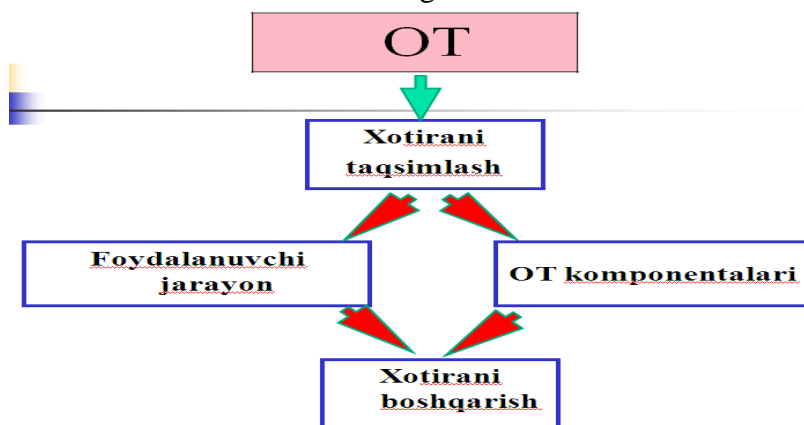 OT
Xotirani
taqsimlash
Foydalanuvchi
jarayon
OT komponentalari
Xotirani
boshqarish